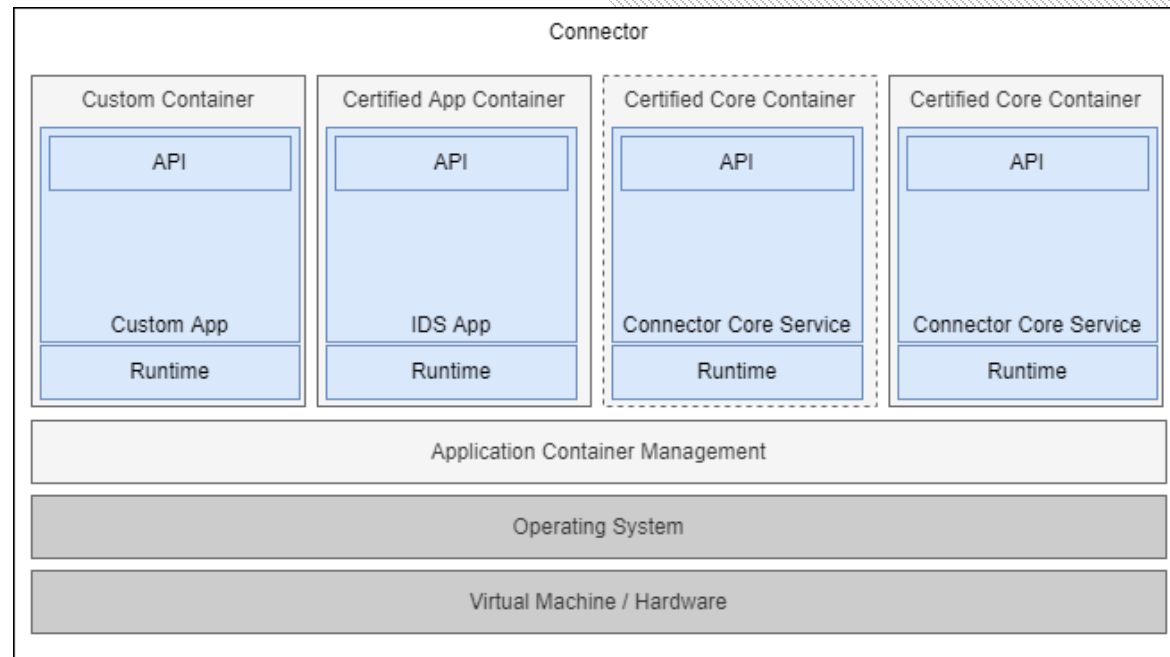 Connector
Custom Container
API
Custom App
Runtime
Certified App Container
API
IDS App
Runtime
Certified Core Container
API
Connector Core Service
Runtime
Certified Core Container
API
Connector Core Service
Runtime
Application Container Management
Operating System
Virtual Machine / Hardware